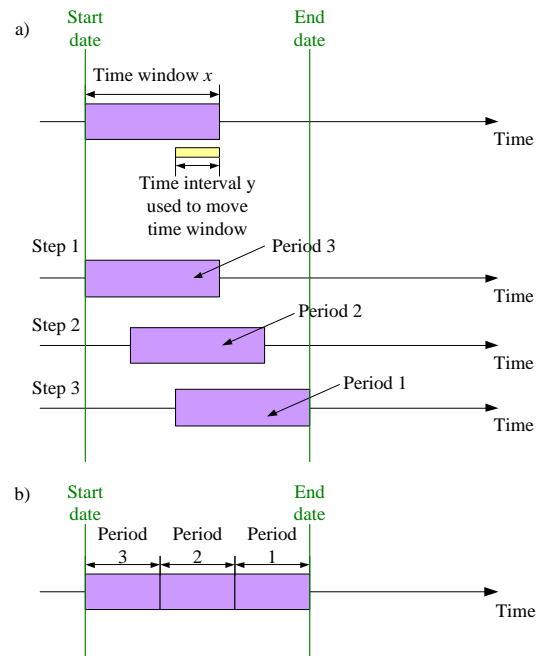 a)
Start
date
End
date
Time window x
Time
Time interval y
used to move
time window
Step 1
Period 3
Time
Step 2
Period 2
Time
Step 3
Period 1
Time
b)
Start
date
End
date
Period
3
Period
2
Period
1
Time